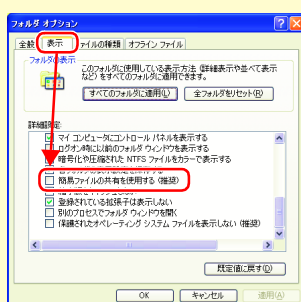 フォルダ オプション
全般 表示 ファイルの種類 オフライン ファイル
フォルダの表示
このフォルダに使用している表示方法 (詳細表示や並べて表示
など) をすべてのフォルダに適用できます。
すべてのフォルダに適用(L) 全フォルダをリセット(R)
詳細設定:
マイ コンピュータにコントロール パネルを表示する
ログオン時に以前のフォルダ ウィンドウを表示する
暗号化や圧縮された NTFS ファイルをカラーで表示する
簡易ファイルの共有を使用する (推奨)
登録されている拡張子は表示しない
別のプロセスでフォルダ ウィンドウを開く
保護されたオペレーティング システム ファイルを表示しない (推奨)
既定値に戻す(D)
OK キャンセル 適用(A)